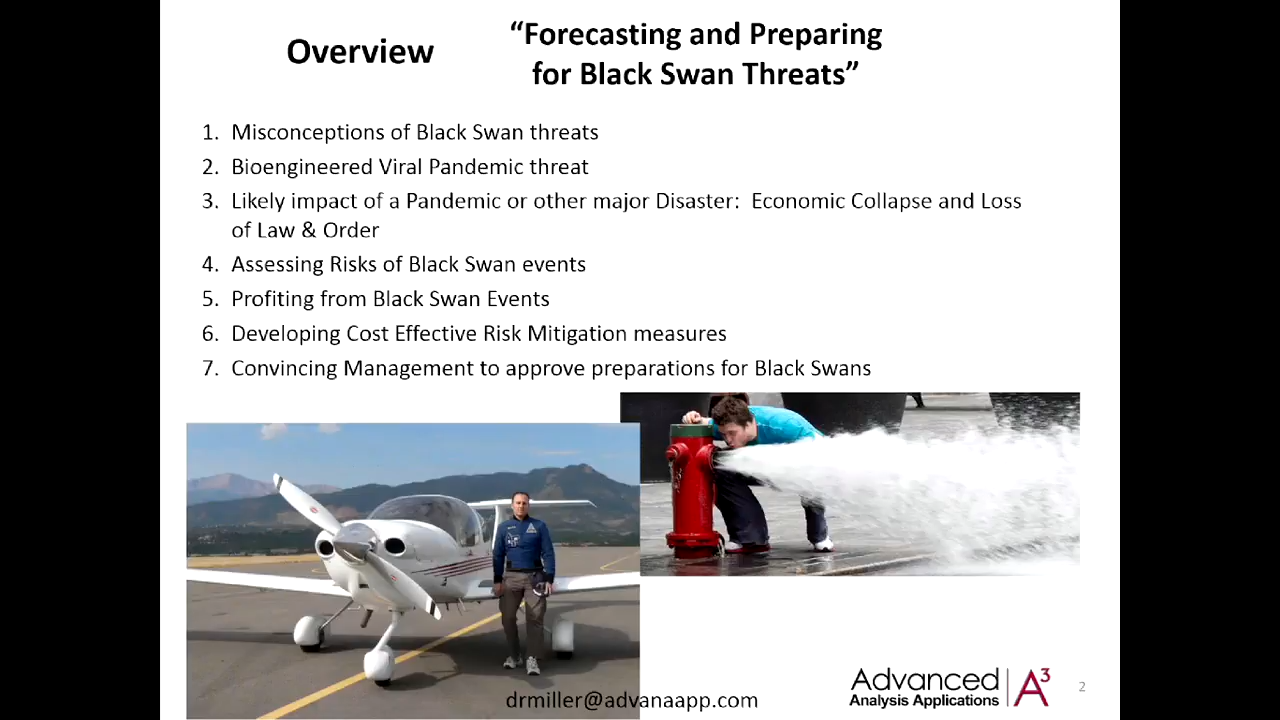 Overview
“Forecasting and Preparing
for Black Swan Threats”
1. Misconceptions of Black Swan threats
2. Bioengineered Viral Pandemic threat
3. Likely impact of a Pandemic or other major Disaster: Economic Collapse and Loss
of Law & Order
4. Assessing Risks of Black Swan events
5. Profiting from Black Swan Events
6. Developing Cost Effective Risk Mitigation measures
7. Convincing Management to approve preparations for Black Swans
drmiller@advanaapp.com
Advanced
Analysis Applications
A3
2